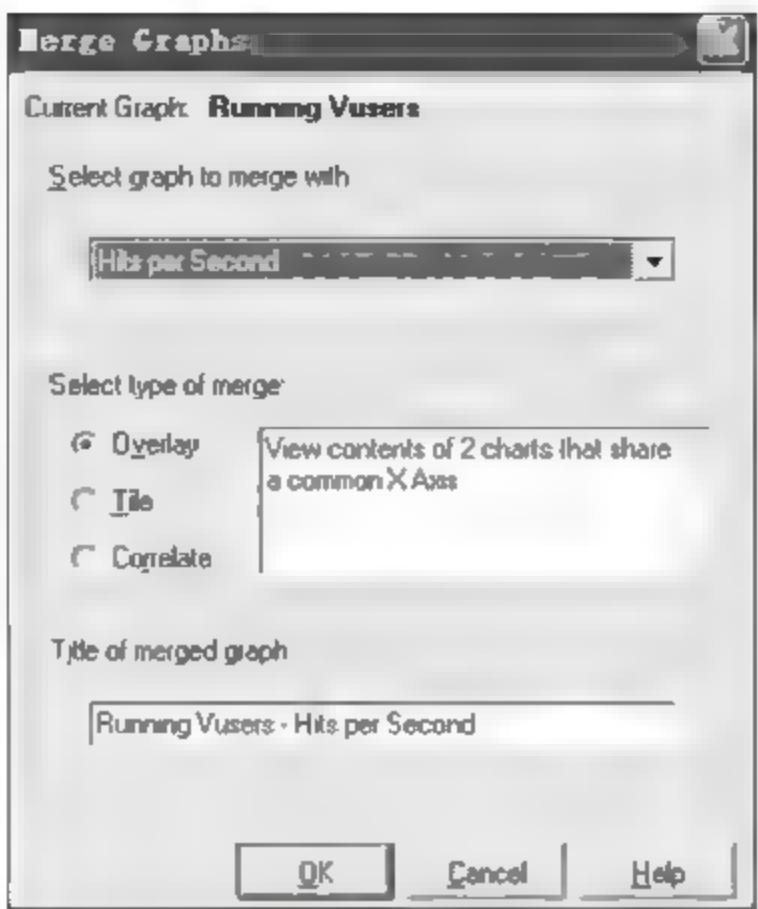 Merge Graphs
Current Graph: Running Vusers
Select graph to merge with
Hits per Second
Select type of merge:
Overlay
View contents of 2 charts that share
a common X Axis
Tile
Correlate
Title of merged graph
Running Vusers - Hits per Second
OK
Cancel
Help